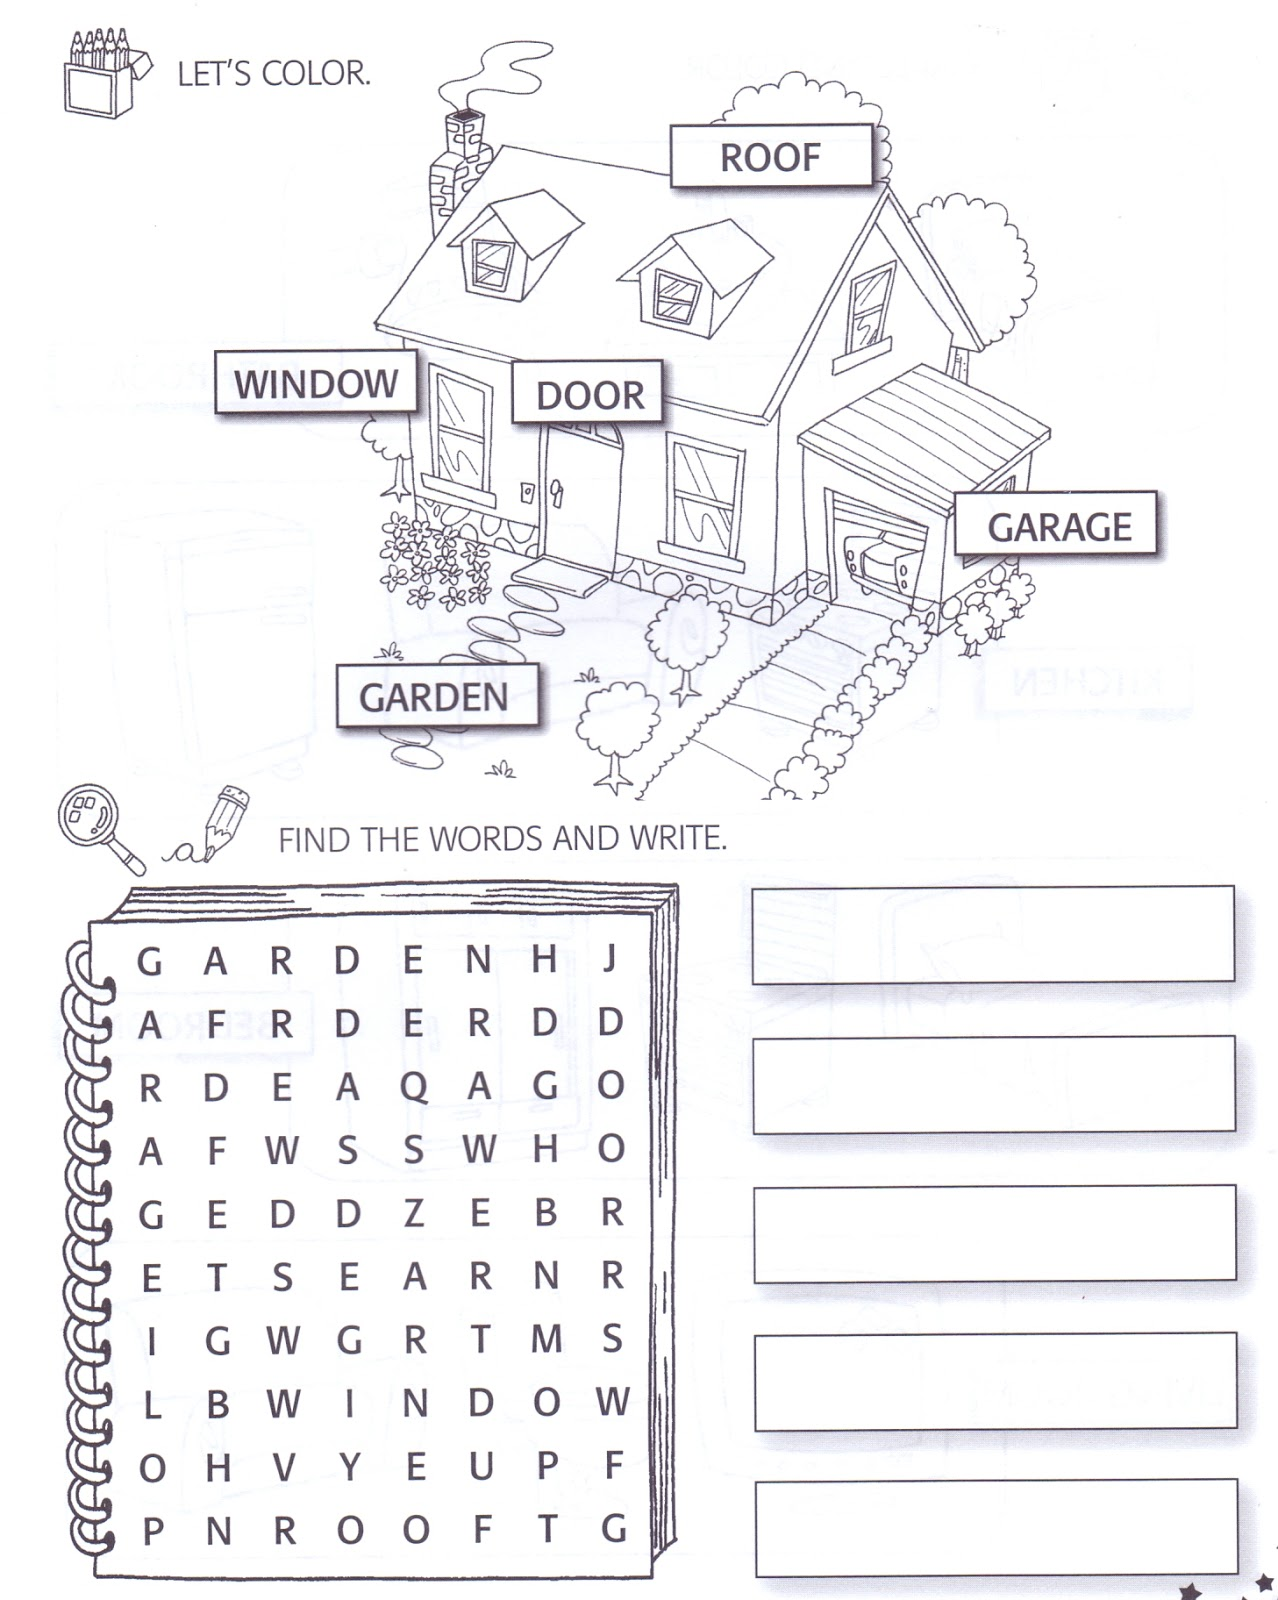 LET'S COLOR.
ROOF
WINDOW
DOOR
GARAGE
GARDEN
FIND THE WORDS AND WRITE.
G A R D E N H J
A F R D E R D D
R D E A Q A G O
A F W S S W H O
G E D D Z E B R
E T S E A R N R
I G W G R T M S
L B W I N D O W
O H V Y E U P F
P N R O O F T G